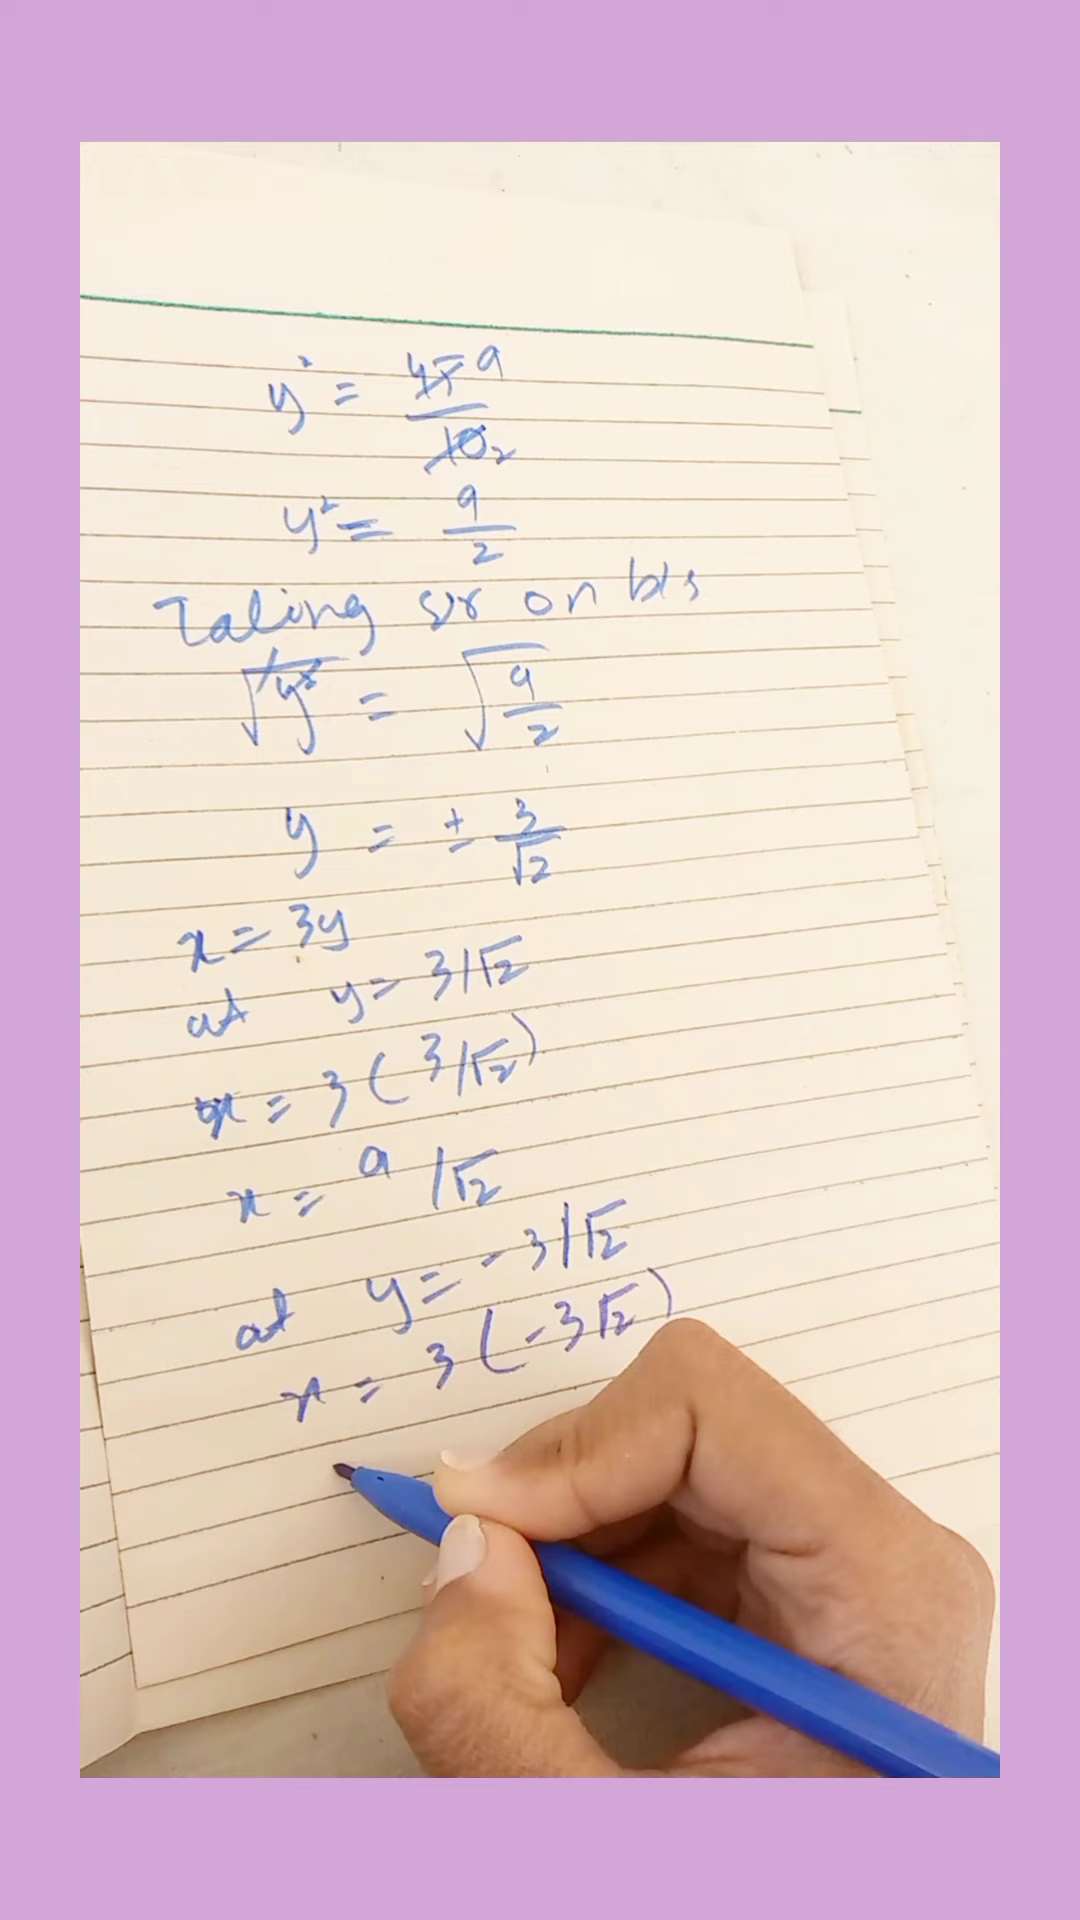 y² = 45 9 / 10 2
y² = 9/2
Taking s/r on b/s
√y² = √9/2
y = ± 3/√2
x = 3y
at y = 3/√2
x = 3 ( 3/√2 )
x = 9 /√2
at y = - 3/√2
x = 3 ( - 3√2 )